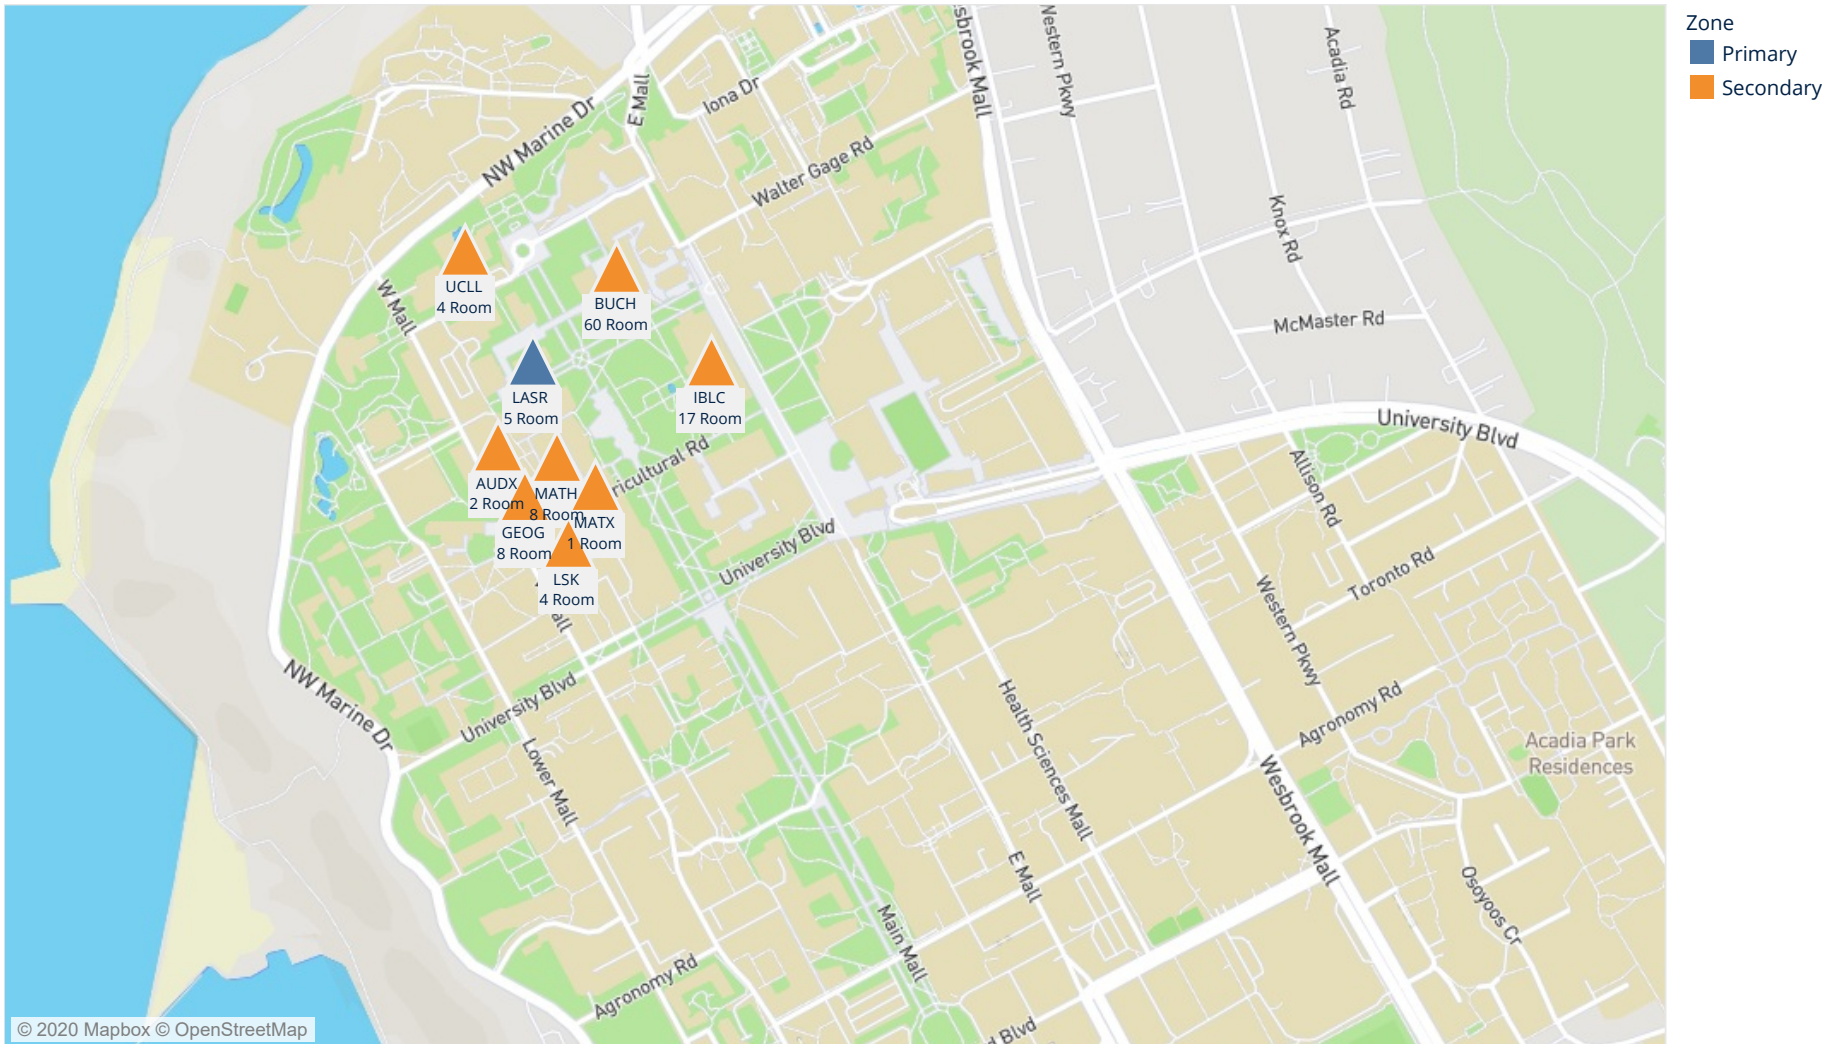 Zone
Primary
Secondary
NW Marine Dr
E Mall
Iona Dr
Walter Gage Rd
sbrook Mall
Western Pkwy
Acadia Rd
Knox Rd
McMaster Rd
W Mall
UCLL
4 Room
BUCH
60 Room
LASR
5 Room
IBLC
17 Room
AUDX
2 Room
MATH
8 Room
MATX
1 Room
GEOG
8 Room
LSK
4 Room
ricultural Rd
University Blvd
University Blvd
Allison Rd
Toronto Rd
Western Pkwy
all
NW Marine Dr
University Blvd
Lower Mall
Health Sciences Mall
Agronomy Rd
Acadia Park
Residences
Wesbrook Mall
E Mall
Osoyoos Cr
Main Mall
Agronomy Rd
d Blvd
© 2020 Mapbox © OpenStreetMap